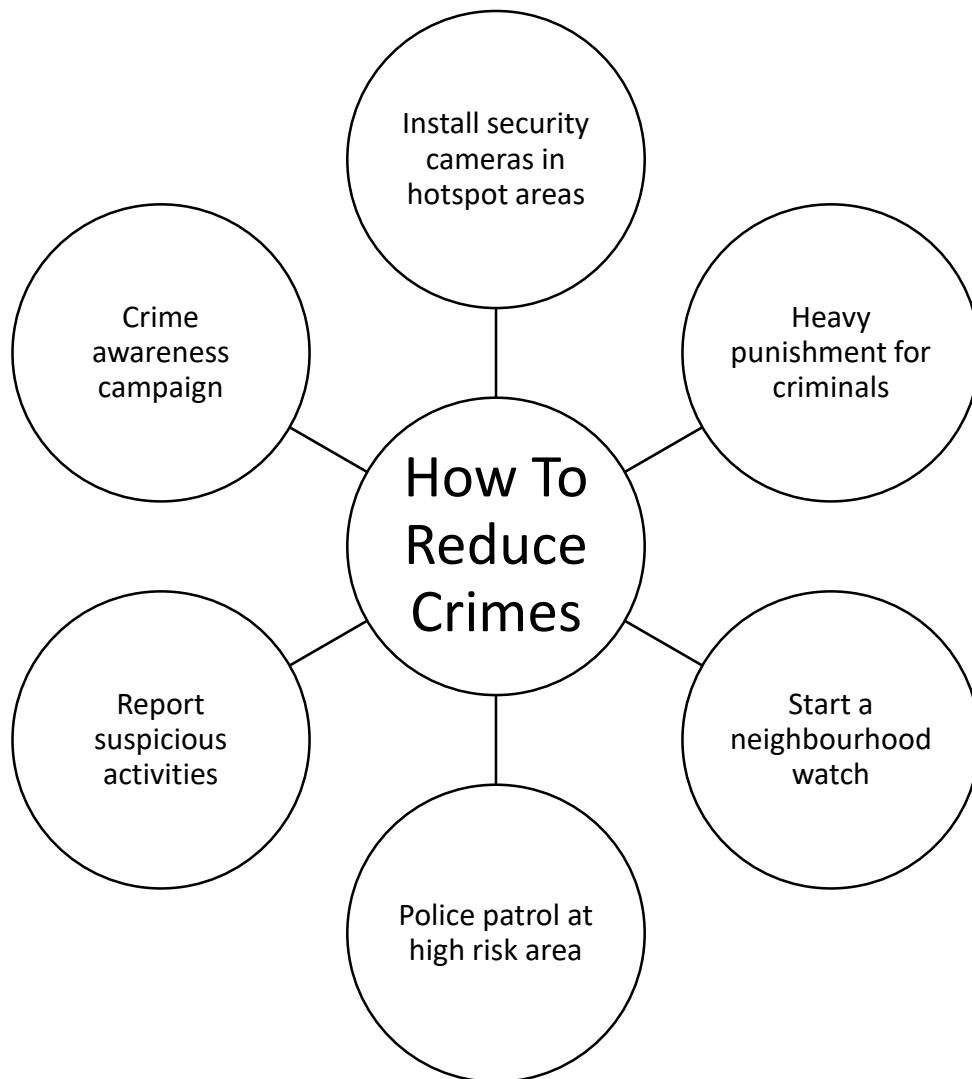 Install security
cameras in
hotspot areas
Crime
awareness
campaign
Heavy
punishment for
criminals
How To
Reduce
Crimes
Report
suspicious
activities
Start a
neighbourhood
watch
Police patrol at
high risk area